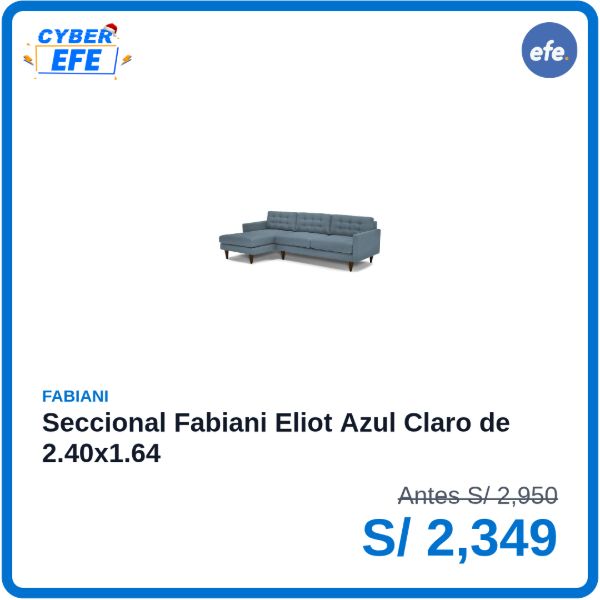 CYBER
EFE
efe.
FABIANI
Seccional Fabiani Eliot Azul Claro de
2.40x1.64
Antes S/ 2,950
S/ 2,349